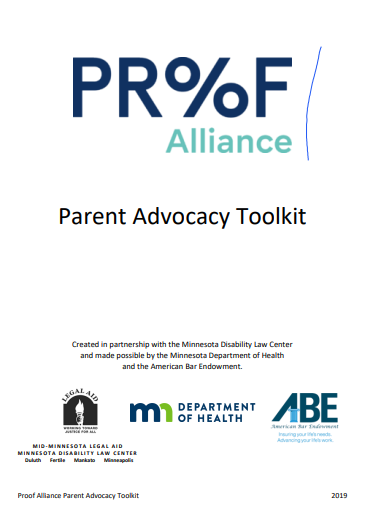 PR%F
Alliance
Parent Advocacy Toolkit
Created in partnership with the Minnesota Disability Law Center
and made possible by the Minnesota Department of Health
and the American Bar Endowment.
LEGAL AID
WORKING TOWARD
JUSTICE FOR ALL
MID-MINNESOTA LEGAL AID
MINNESOTA DISABILITY LAW CENTER
Duluth Fertile Mankato Minneapolis
mn DEPARTMENT
OF HEALTH
ABE
American Bar Endowment
Insuring your life's needs.
Advancing your life's work.
Proof Alliance Parent Advocacy Toolkit 2019